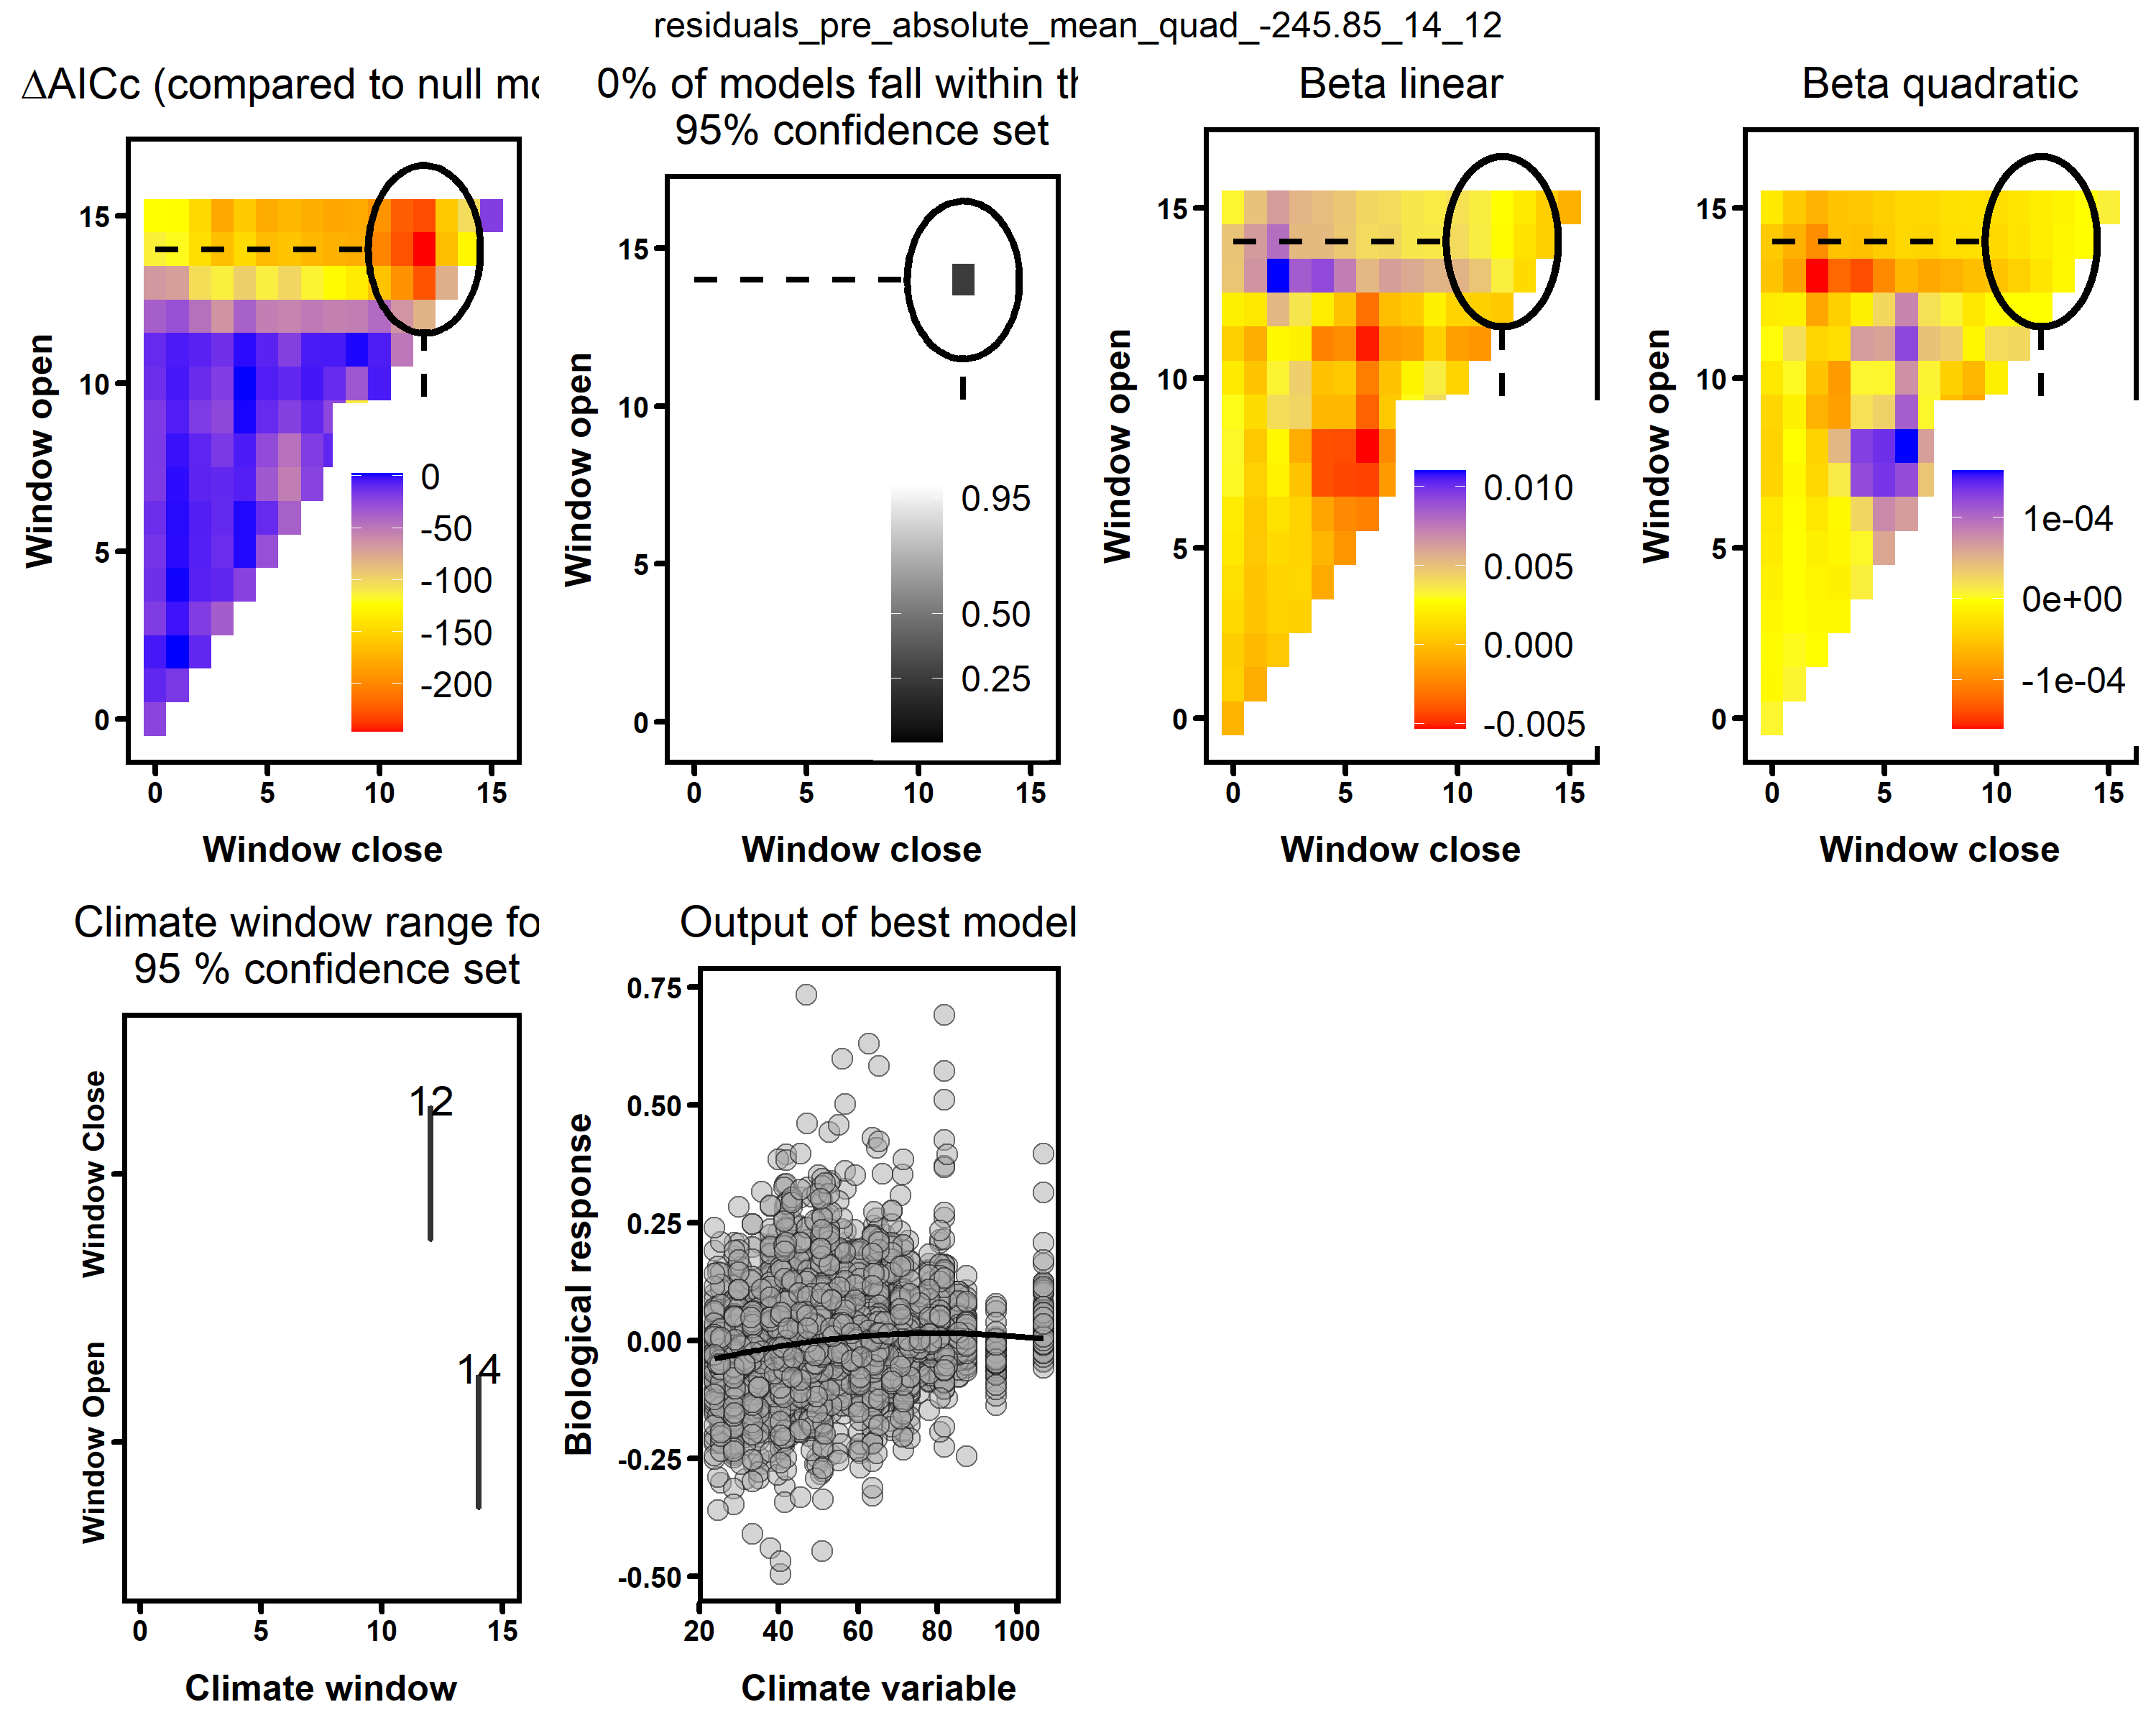 residuals_pre_absolute_mean_quad_-245.85_14_12
ΔAICc (compared to null mo
15
10
5
0
0
5
10
15
Window open
Window close
0
-50
-100
-150
-200
0% of models fall within th
95% confidence set
15
10
5
0
0
5
10
15
Window open
Window close
0.95
0.50
0.25
Beta linear
15
10
5
0
0
5
10
15
Window open
Window close
0.010
0.005
0.000
-0.005
Beta quadratic
15
10
5
0
0
5
10
15
Window open
Window close
1e-04
0e+00
-1e-04
Climate window range fo
95 % confidence set
Window Close
Window Open
12
14
0
5
10
15
Climate window
Output of best model
0.75
0.50
0.25
0.00
-0.25
-0.50
20
40
60
80
100
Biological response
Climate variable